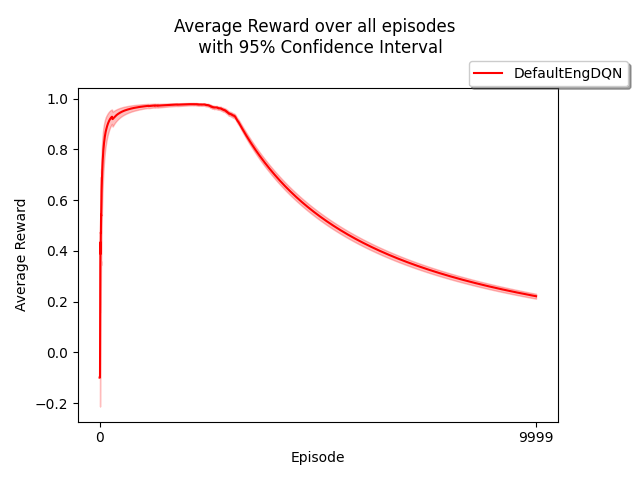 Average Reward over all episodes
with 95% Confidence Interval
DefaultEngDQN
1.0
0.8
0.6
0.4
0.2
0.0
−0.2
Average Reward
0 9999
Episode